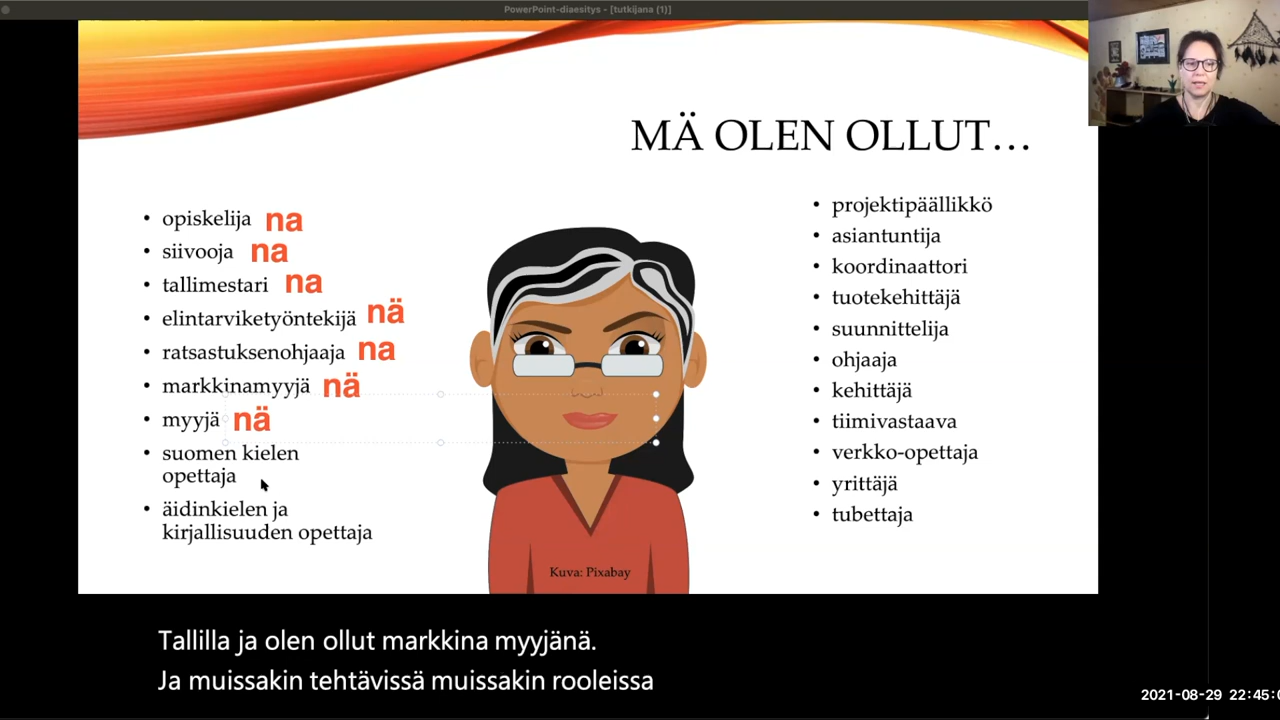 PowerPoint-diaesitys - [tutkijana (1)]
MÄ OLEN OLLUT…
• opiskelija na
• siivooja na
• tallimestari na
• elintarviketyöntekijä nä
• ratsastuksenohjaaja na
• markkinamyyjä nä
• myyjä nä
• suomen kielen
opettaja
• äidinkielen ja
kirjallisuuden opettaja
• projektipäällikkö
• asiantuntija
• koordinaattori
• tuotekehittäjä
• suunnittelija
• ohjaaja
• kehittäjä
• tiimivastaava
• verkko-opettaja
• yrittäjä
• tubettaja
Kuva: Pixabay
Tallilla ja olen ollut markkina myyjänä.
Ja muissakin tehtävissä muissakin rooleissa
2021-08-29 22:45:0